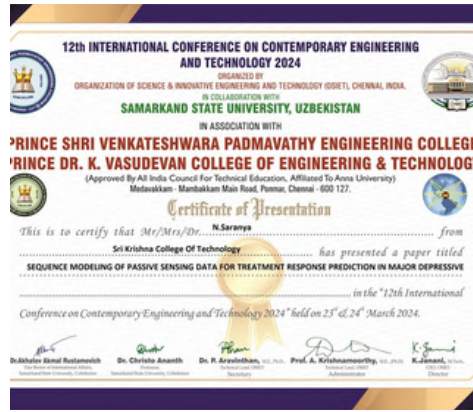 12th INTERNATIONAL CONFERENCE ON CONTEMPORARY ENGINEERING
AND TECHNOLOGY 2024
ORGANIZED BY
ORGANIZATION OF SCIENCE & INNOVATIVE ENGINEERING AND TECHNOLOGY (OSIET), CHENNAI, INDIA.
IN COLLABORATION WITH
SAMARKAND STATE UNIVERSITY, UZBEKISTAN
IN ASSOCIATION WITH
PRINCE SHRI VENKATESHWARA PADMAVATHY ENGINEERING COLLEG
PRINCE DR. K. VASUDEVAN COLLEGE OF ENGINEERING & TECHNOLOG
(Approved By All India Council For Technical Education, Affiliated To Anna University)
Medavakkam - Mambakkam Main Road, Ponmar, Chennai - 600 127.
Certificate of Presentation
This is to certify that Mr/Mrs/Dr....N.Saranya....from
Sri Krishna College Of Technology....has presented a paper titled
SEQUENCE MODELING OF PASSIVE SENSING DATA FOR TREATMENT RESPONSE PREDICTION IN MAJOR DEPRESSIVE
....in the "12th International
Conference on Contemporary Engineering and Technology 2024" held on 23rd & 24th March 2024.
Dr.Akhatov Akmal Rustamovich Dr. Christo Ananth Dr. P. Aravinthan, Prof. A. Krishnamoorthy, K.Janani,
Secretary Administrator Director